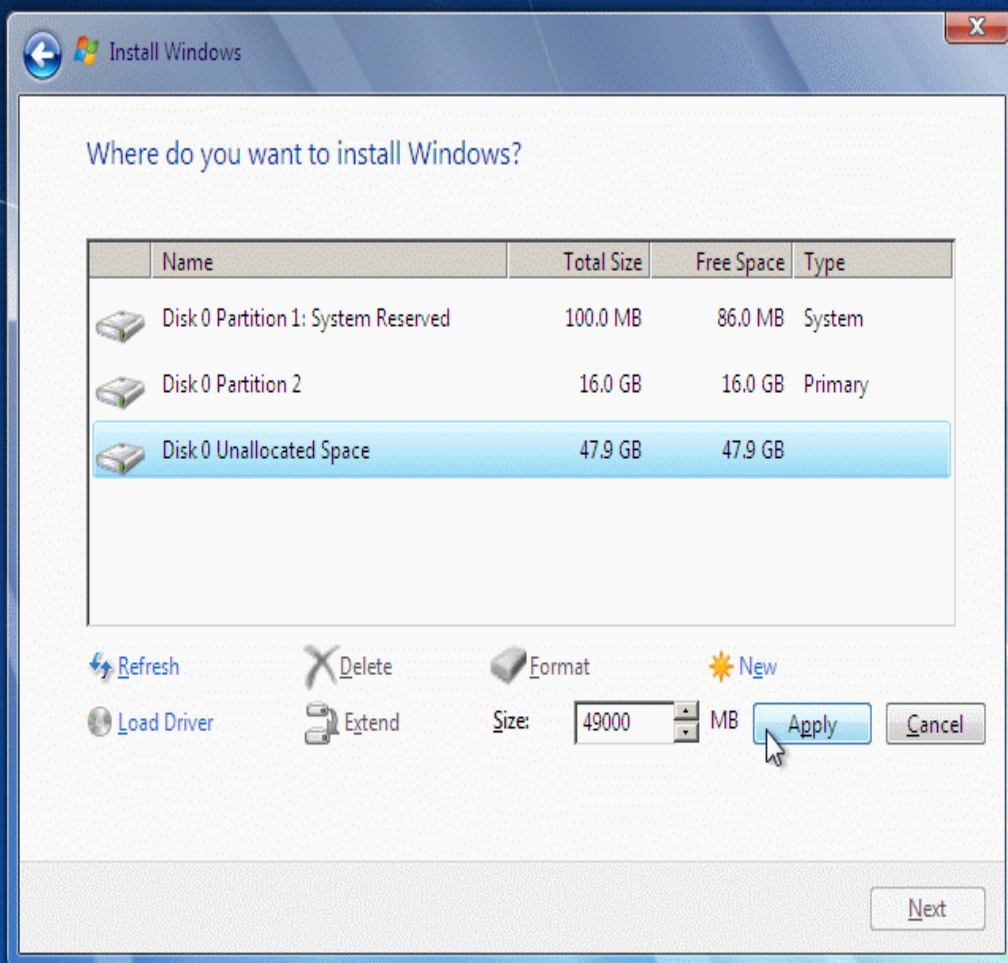 X
Install Windows
Where do you want to install Windows?
Name Total Size Free Space Type
Disk 0 Partition 1: System Reserved 100.0 MB 86.0 MB System
Disk 0 Partition 2 16.0 GB 16.0 GB Primary
Disk 0 Unallocated Space 47.9 GB 47.9 GB
Refresh Delete Format New
Load Driver Extend Size: 49000 MB Apply Cancel
Next